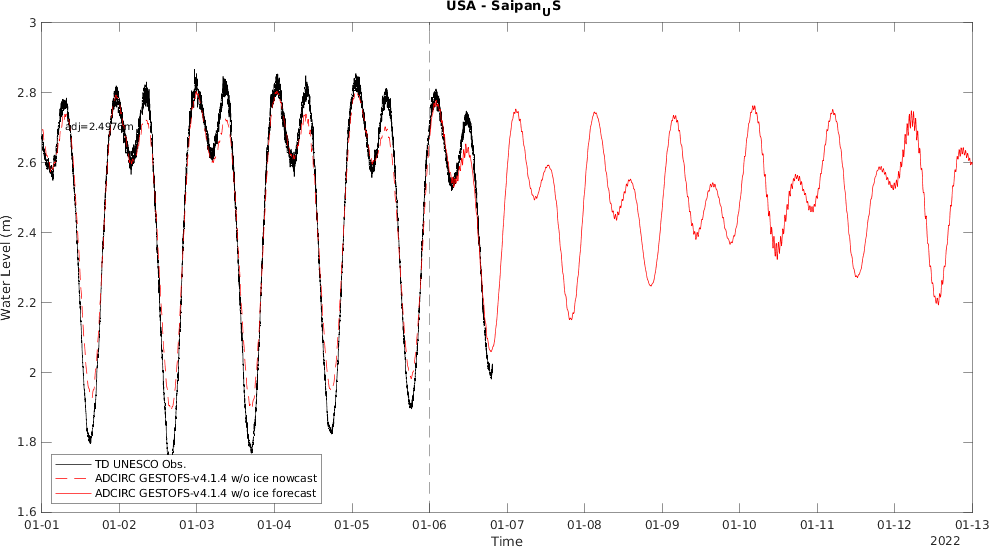 USA - SaipanUS
3
2.8
adj=2.4976m
2.6
2.4
2.2
2
1.8
1.6
Water Level (m)
TD UNESCO Obs.
ADCIRC GESTOFS-v4.1.4 w/o ice nowcast
ADCIRC GESTOFS-v4.1.4 w/o ice forecast
01-01 01-02 01-03 01-04 01-05 01-06 01-07 01-08 01-09 01-10 01-11 01-12 01-13
Time
2022